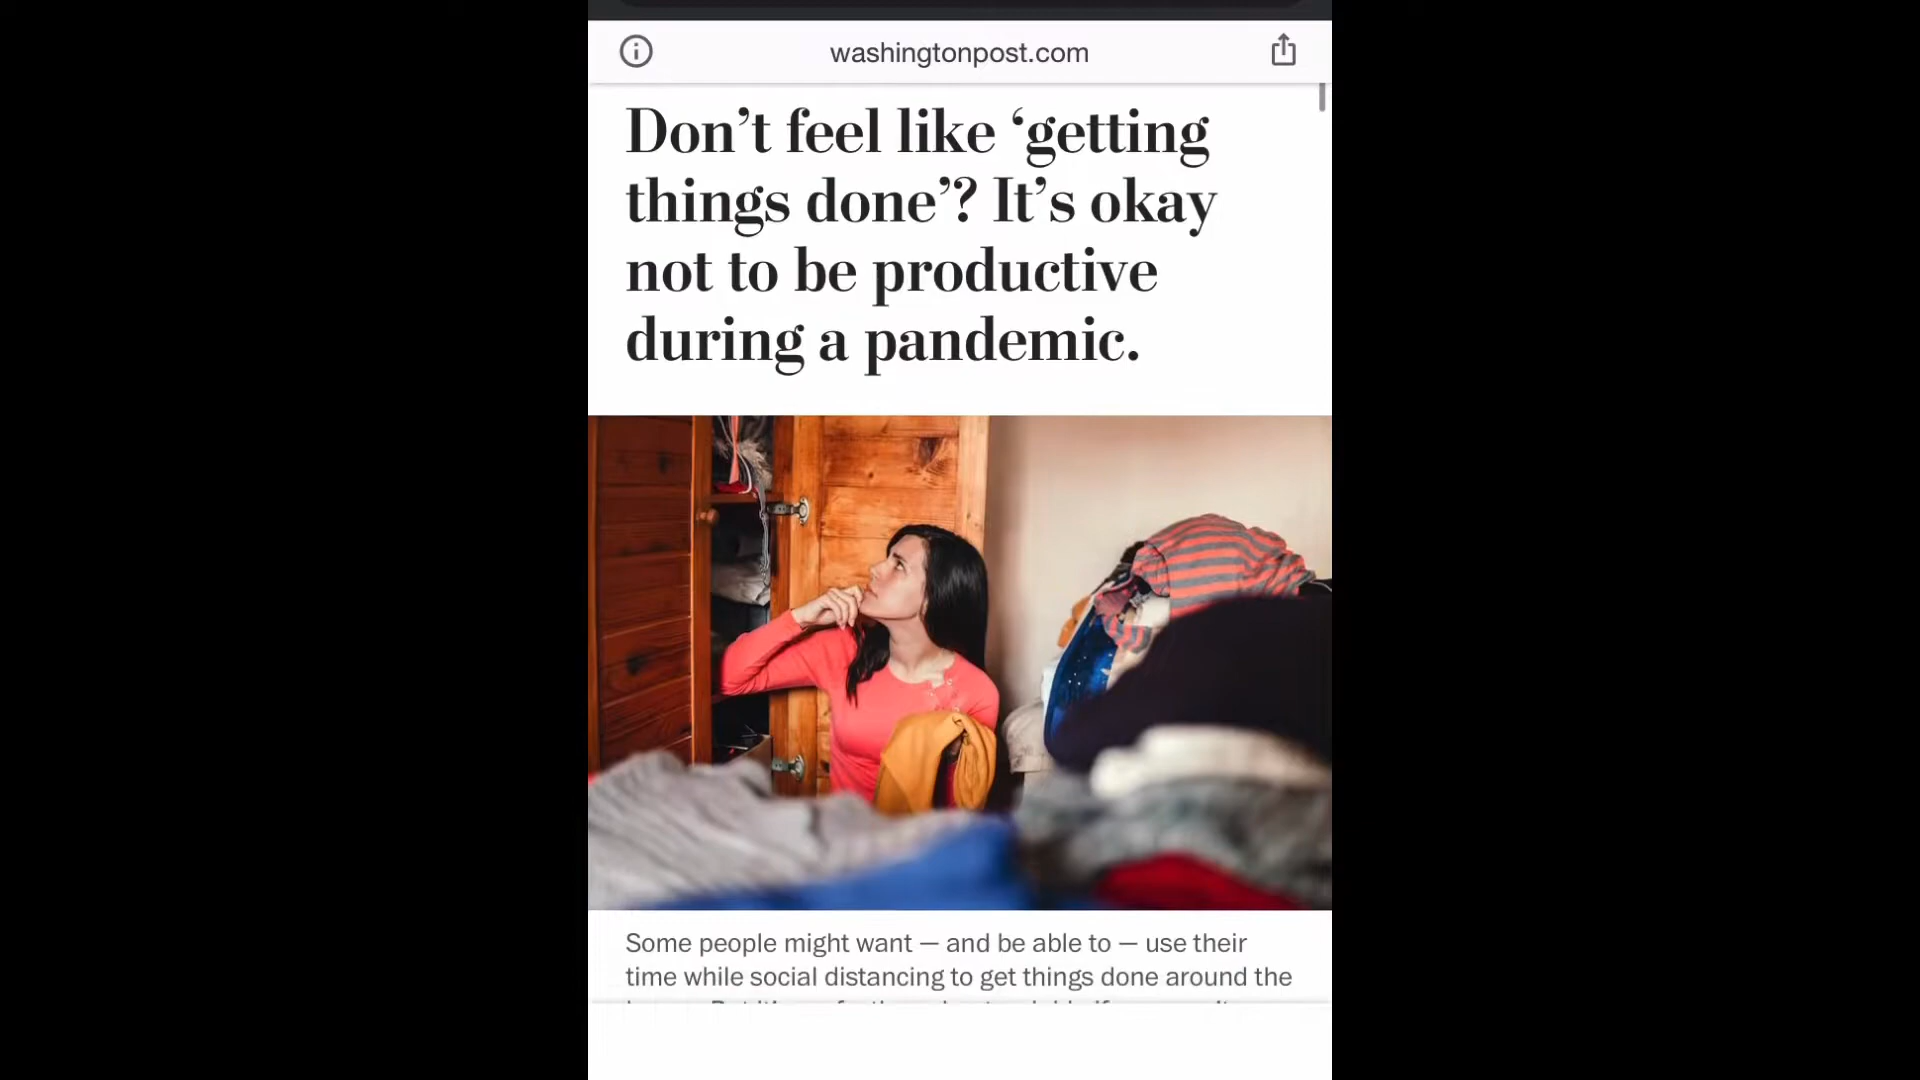 washingtonpost.com
Don’t feel like ‘getting
things done’? It’s okay
not to be productive
during a pandemic.
Some people might want — and be able to — use their
time while social distancing to get things done around the